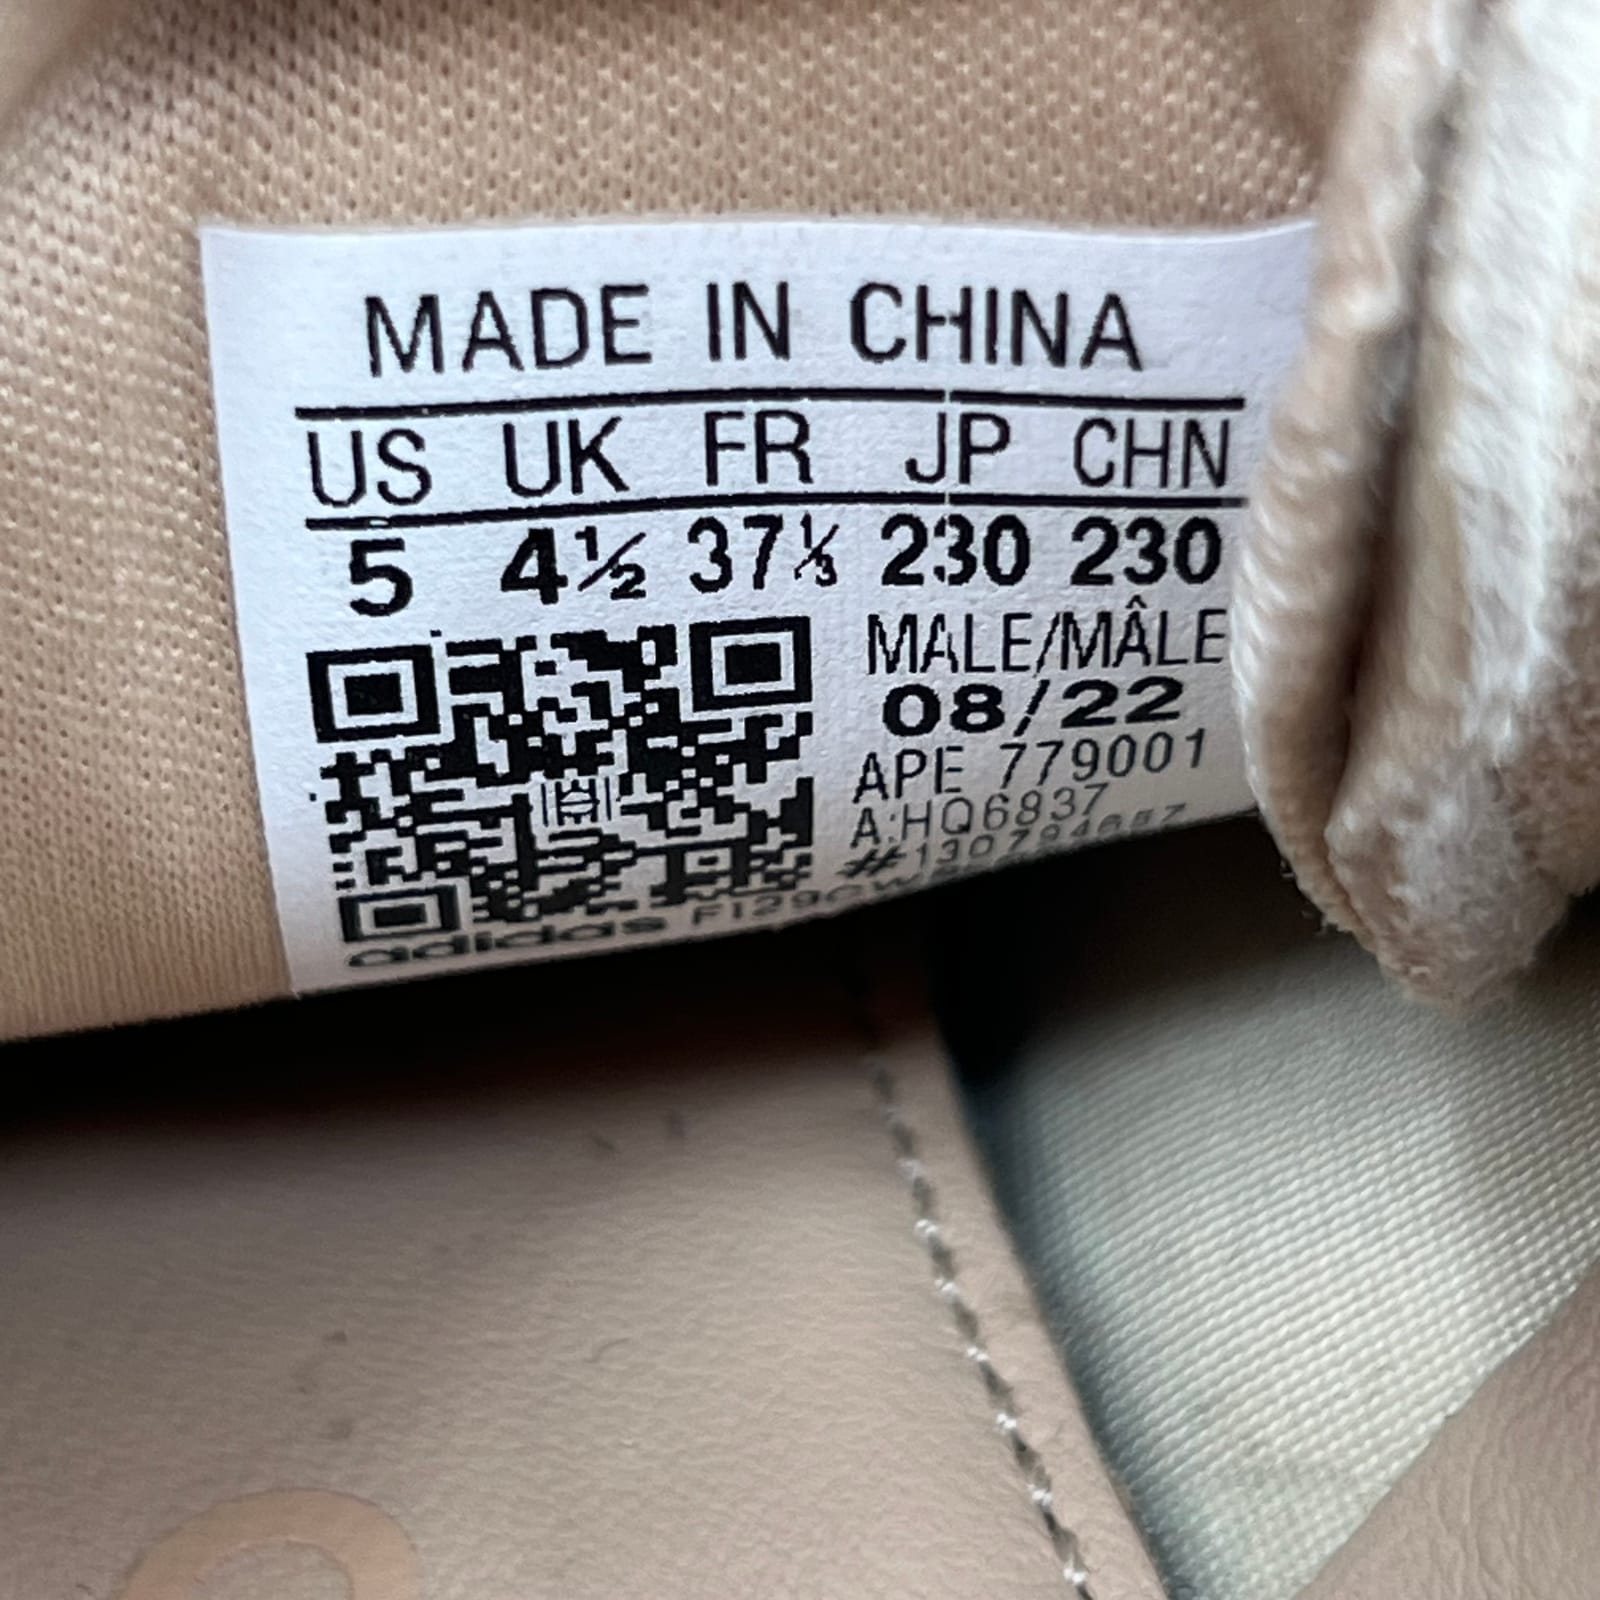 MADE IN CHINA
US UK FR JP CHN
5 4½ 37⅓ 230 230
MALE/MÂLE
08/22
APE 779001
A:HQ6837
adidas